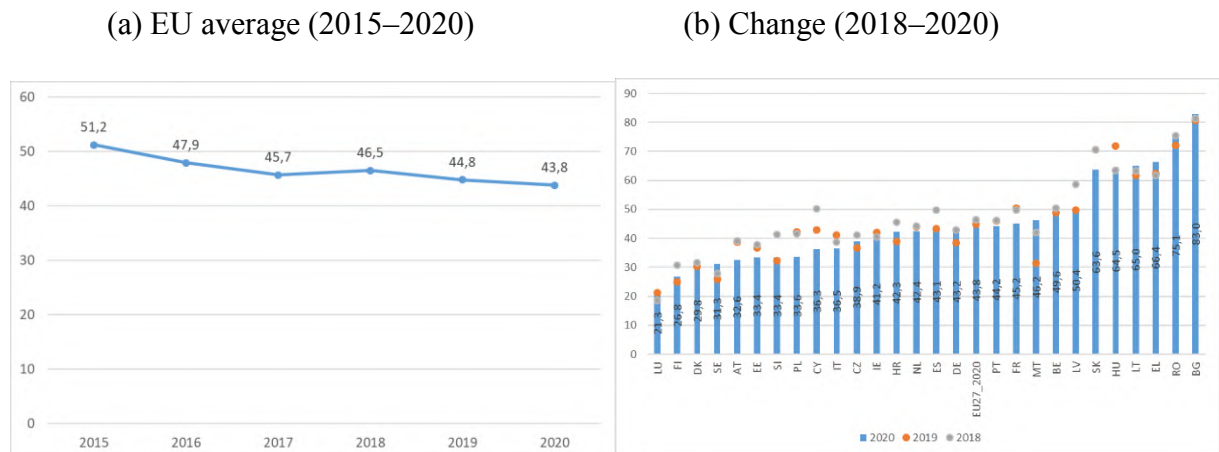 (a) EU average (2015–2020)
60
50
40
30
20
10
0
51,2
47,9
45,7
46,5
44,8
43,8
2015 2016 2017 2018 2019 2020
(b) Change (2018–2020)
90
80
70
60
50
40
30
20
10
0
21,3
26,8
29,8
31,3
32,6
33,4
33,4
33,6
36,3
36,5
38,9
41,2
42,3
42,4
43,1
43,2
43,8
44,2
45,2
46,2
49,6
50,4
63,6
64,5
65,0
66,4
75,1
83,0
LU
FI
DK
SE
AT
EE
SI
PL
CY
IT
CZ
IE
HR
NL
ES
DE
EU27_2020
PT
FR
MT
BE
LV
SK
HU
LT
EL
RO
BG
2020 2019 2018